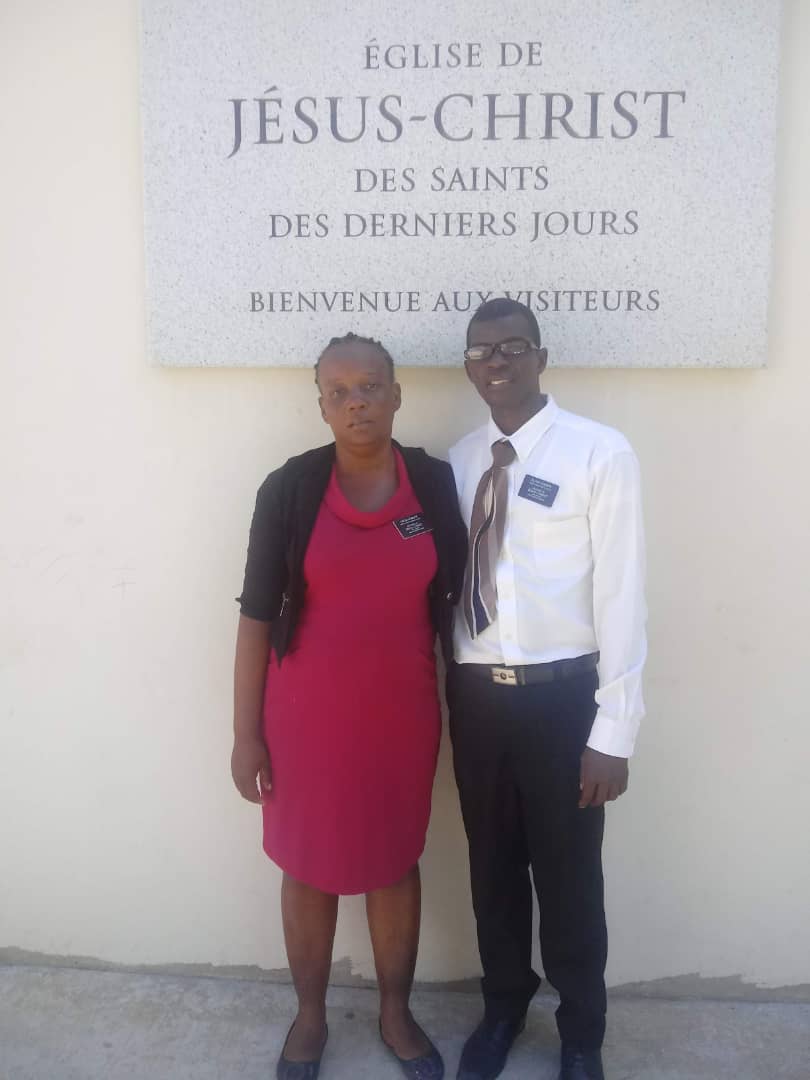 ÉGLISE DE
JÉSUS-CHRIST
DES SAINTS
DES DERNIERS JOURS
BIENVENUE AUX VISITEURS